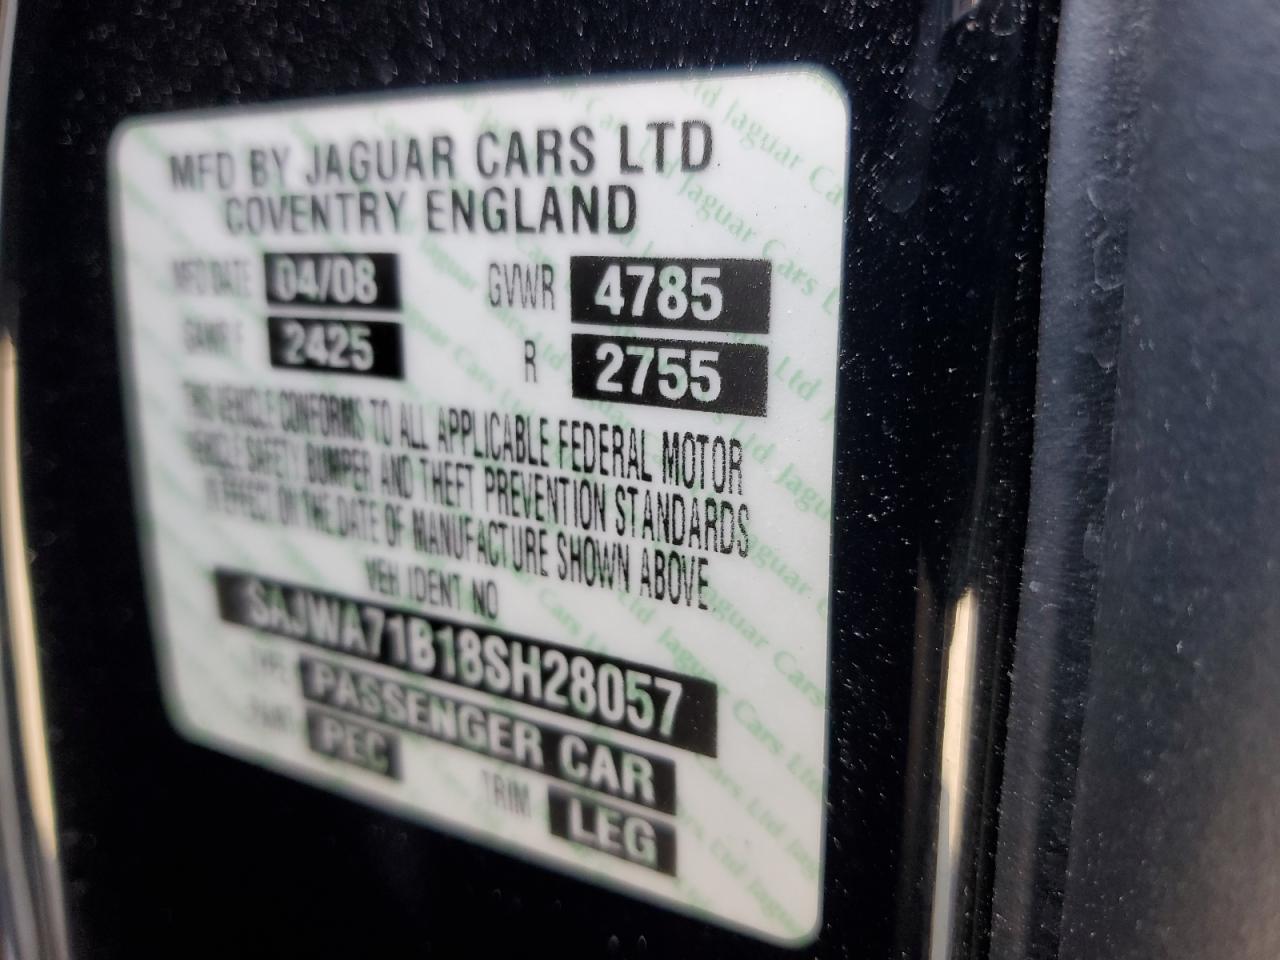 MFD BY JAGUAR CARS LTD
COVENTRY ENGLAND
MFD DATE 04/08 GVWR 4785
GAWR F 2425 R 2755
THIS VEHICLE CONFORMS TO ALL APPLICABLE FEDERAL MOTOR
VEHICLE SAFETY, BUMPER AND THEFT PREVENTION STANDARDS
IN EFFECT ON THE DATE OF MANUFACTURE SHOWN ABOVE.
VEH IDENT NO
SAJWA71B18SH28057
TYPE PASSENGER CAR
PAINT PEC TRIM LEG